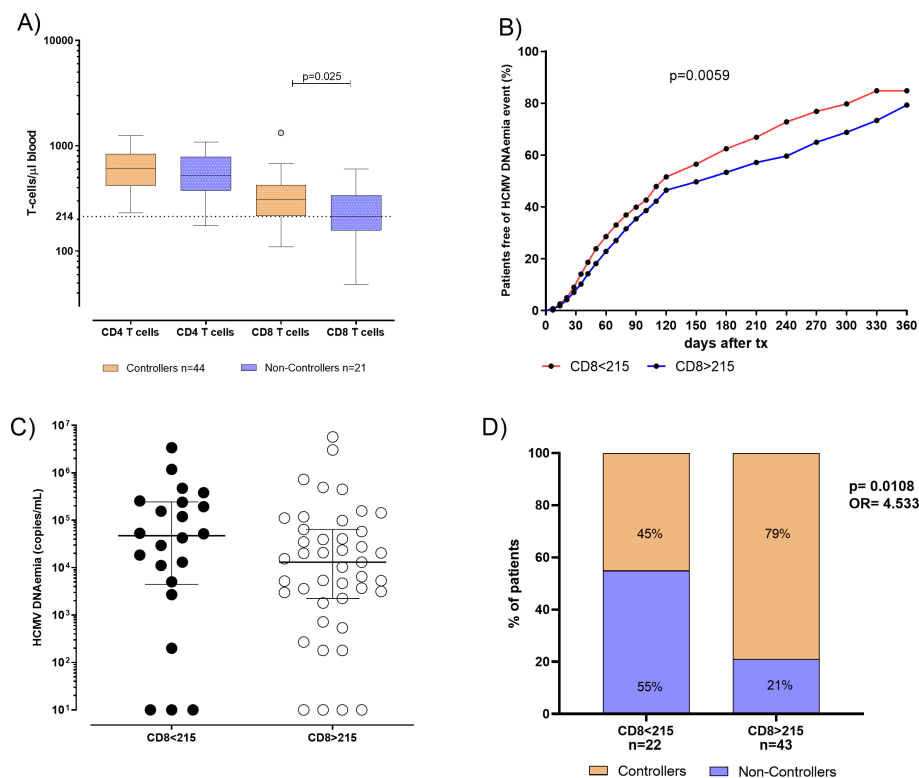 A)
10000
1000
214
100
T-cells/µl blood
p=0.025
CD4 T cells CD4 T cells CD8 T cells CD8 T cells
Controllers n=44 Non-Controllers n=21
B)
100
80
60
40
20
0
Patients free of HCMV DNAemia event (%)
p=0.0059
0 30 60 90 120 150 180 210 240 270 300 330 360
days after tx
CD8<215 CD8>215
C)
10⁷
10⁶
10⁵
10⁴
10³
10²
10¹
HCMV DNAemia (copies/mL)
CD8<215 CD8>215
D)
100
80
60
40
20
0
% of patients
45% 79%
55% 21%
p= 0.0108
OR= 4.533
CD8<215 CD8>215
n=22 n=43
Controllers Non-Controllers